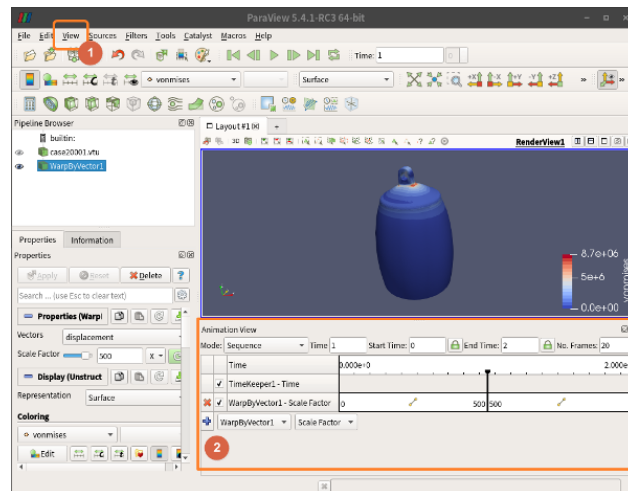 ParaView 5.4.1-RC3 64-bit
File Edit View Sources Filters Tools Catalyst Macros Help
1
Time: 1
0
vonmises
Surface
+X -X +Y -Y +Z
»
Pipeline Browser
builtin:
case20001.vtu
WarpByVector1
Layout #1
+
3D
RenderView1
Properties Information
Properties
Apply Reset Delete ?
Search ... (use Esc to clear text)
Properties (Warpl
Vectors displacement
Scale Factor 500 X
Display (Unstruct
Representation Surface
Coloring
vonmises
Edit
8.7e+06
5e+6
0.0e+00
vonmises
Animation View
Mode: Sequence Time 1 Start Time: 0 End Time: 2 No. Frames: 20
Time 0.000e+0 2.000e
TimeKeeper1 - Time
WarpByVector1 - Scale Factor 0 500 500
WarpByVector1 Scale Factor
2